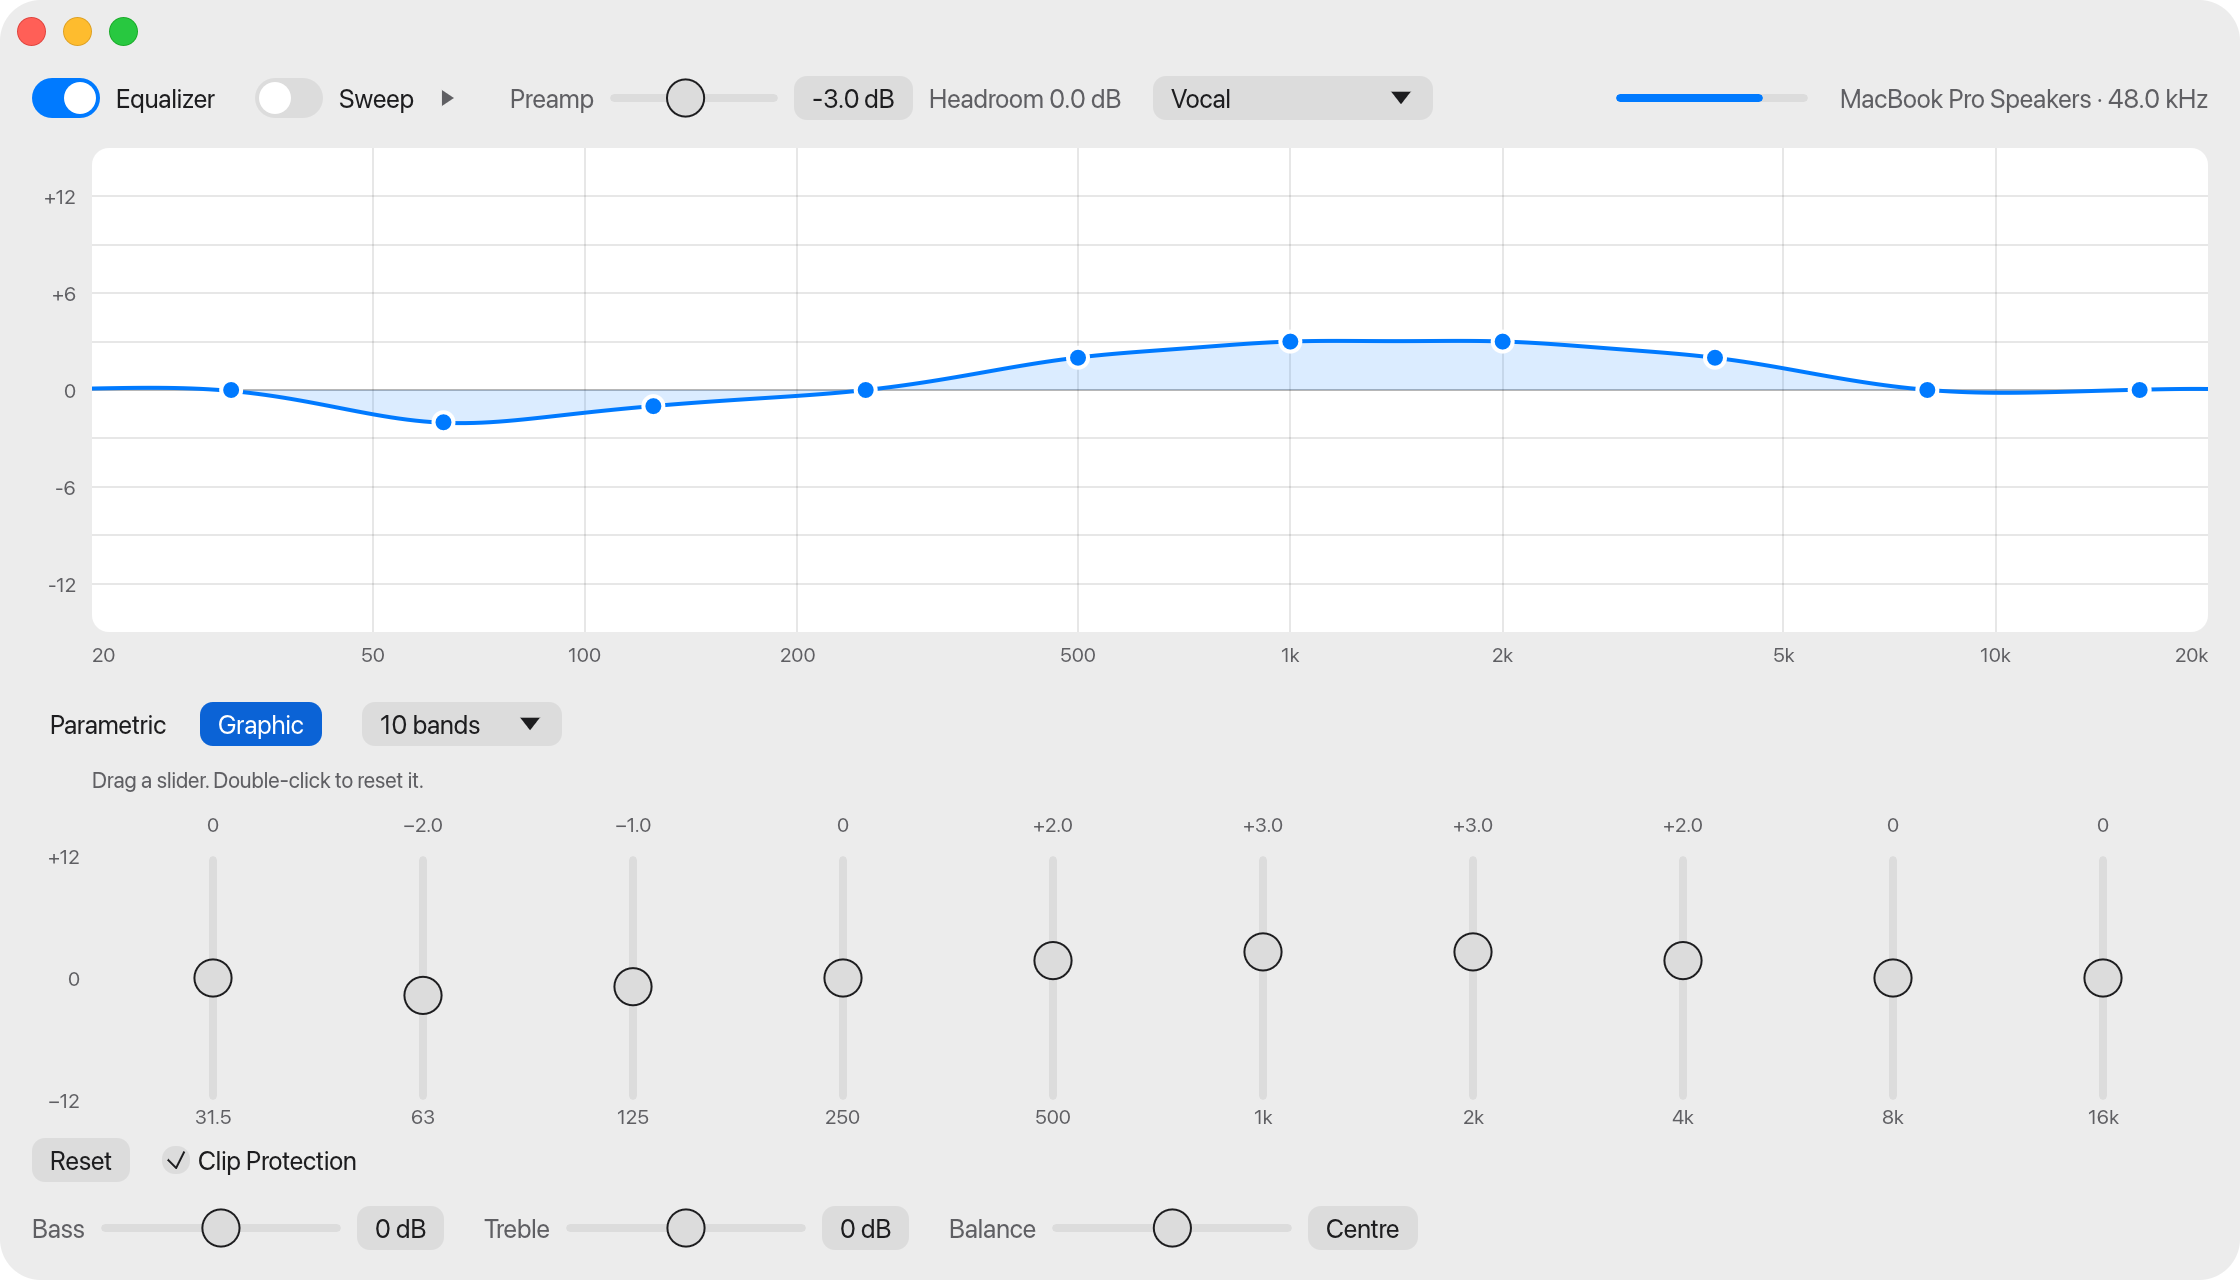 Equalizer Sweep Preamp -3.0 dB Headroom 0.0 dB Vocal MacBook Pro Speakers · 48.0 kHz
+12
+6
0
-6
-12
20 50 100 200 500 1k 2k 5k 10k 20k
Parametric Graphic 10 bands
Drag a slider. Double-click to reset it.
0 −2.0 −1.0 0 +2.0 +3.0 +3.0 +2.0 0 0
+12
0
−12
31.5 63 125 250 500 1k 2k 4k 8k 16k
Reset Clip Protection
Bass 0 dB Treble 0 dB Balance Centre